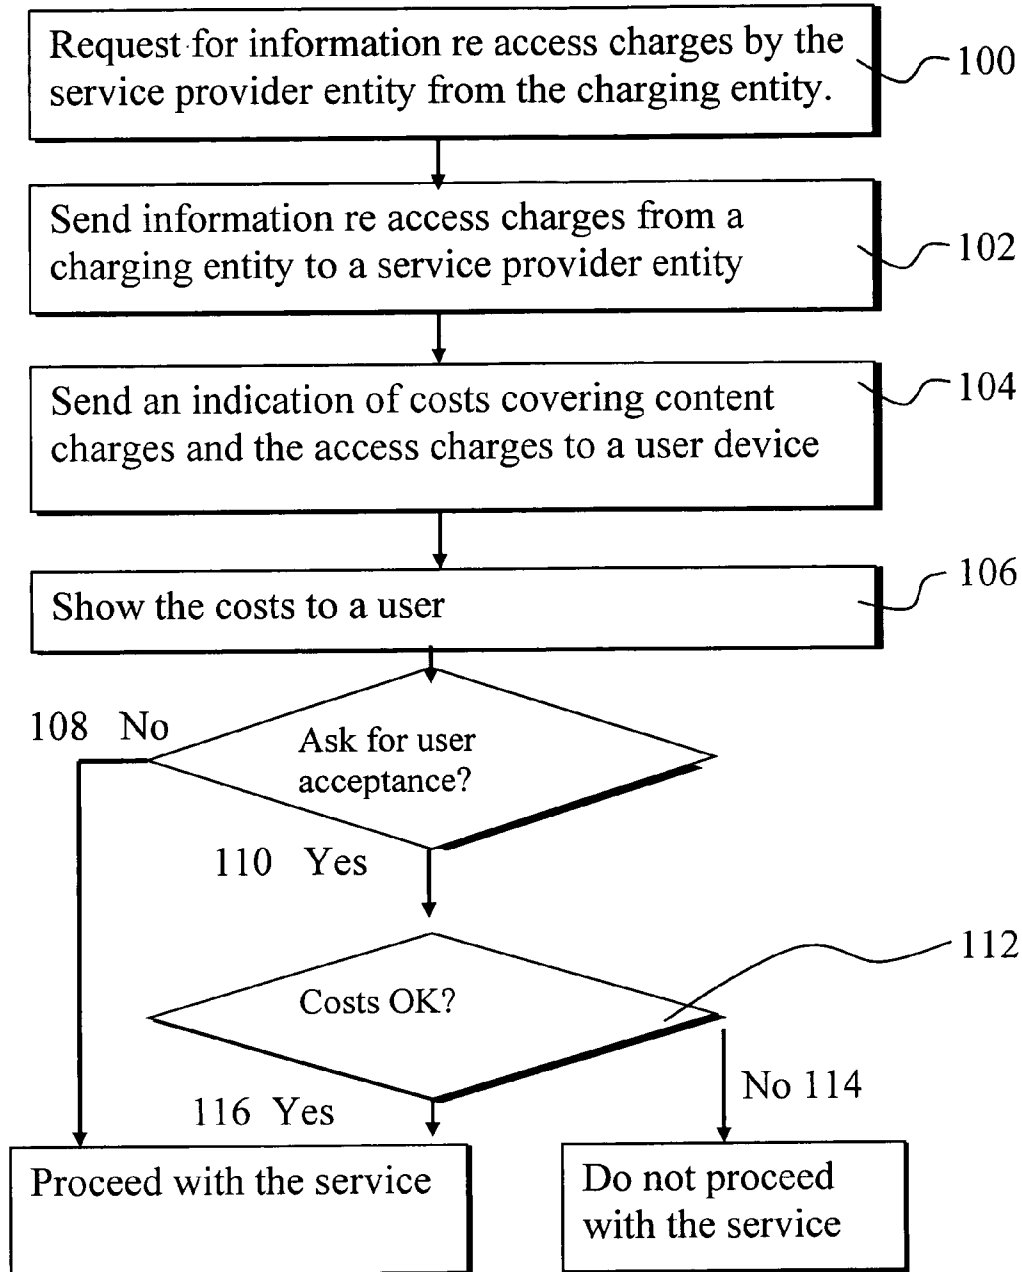 Request for information re access charges by the
service provider entity from the charging entity.
100
Send information re access charges from a
charging entity to a service provider entity
102
Send an indication of costs covering content
charges and the access charges to a user device
104
Show the costs to a user
106
108 No
Ask for user
acceptance?
110 Yes
Costs OK?
112
116 Yes
No 114
Proceed with the service
Do not proceed
with the service